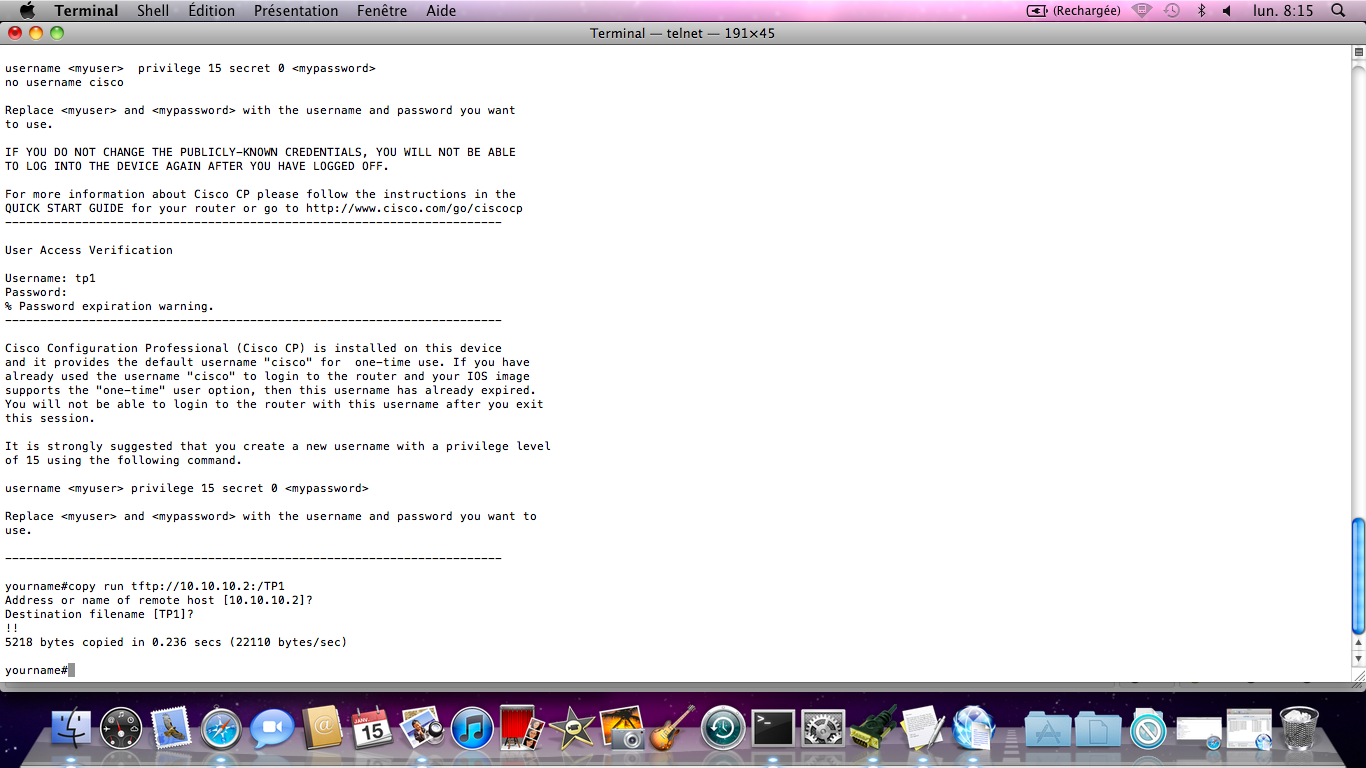 Terminal Shell Édition Présentation Fenêtre Aide (Rechargée) lun. 8:15
Terminal — telnet — 191×45
username <myuser>  privilege 15 secret 0 <mypassword>
no username cisco
Replace <myuser> and <mypassword> with the username and password you want
to use.
IF YOU DO NOT CHANGE THE PUBLICLY-KNOWN CREDENTIALS, YOU WILL NOT BE ABLE
TO LOG INTO THE DEVICE AGAIN AFTER YOU HAVE LOGGED OFF.
For more information about Cisco CP please follow the instructions in the
QUICK START GUIDE for your router or go to http://www.cisco.com/go/ciscocp
-----------------------------------------------------------------------
User Access Verification
Username: tp1
Password:
% Password expiration warning.
-----------------------------------------------------------------------
Cisco Configuration Professional (Cisco CP) is installed on this device
and it provides the default username "cisco" for  one-time use. If you have
already used the username "cisco" to login to the router and your IOS image
supports the "one-time" user option, then this username has already expired.
You will not be able to login to the router with this username after you exit
this session.
It is strongly suggested that you create a new username with a privilege level
of 15 using the following command.
username <myuser> privilege 15 secret 0 <mypassword>
Replace <myuser> and <mypassword> with the username and password you want to
use.
-----------------------------------------------------------------------
yourname#copy run tftp://10.10.10.2:/TP1
Address or name of remote host [10.10.10.2]?
Destination filename [TP1]?
!!
5218 bytes copied in 0.236 secs (22110 bytes/sec)
yourname#
JANV.
15